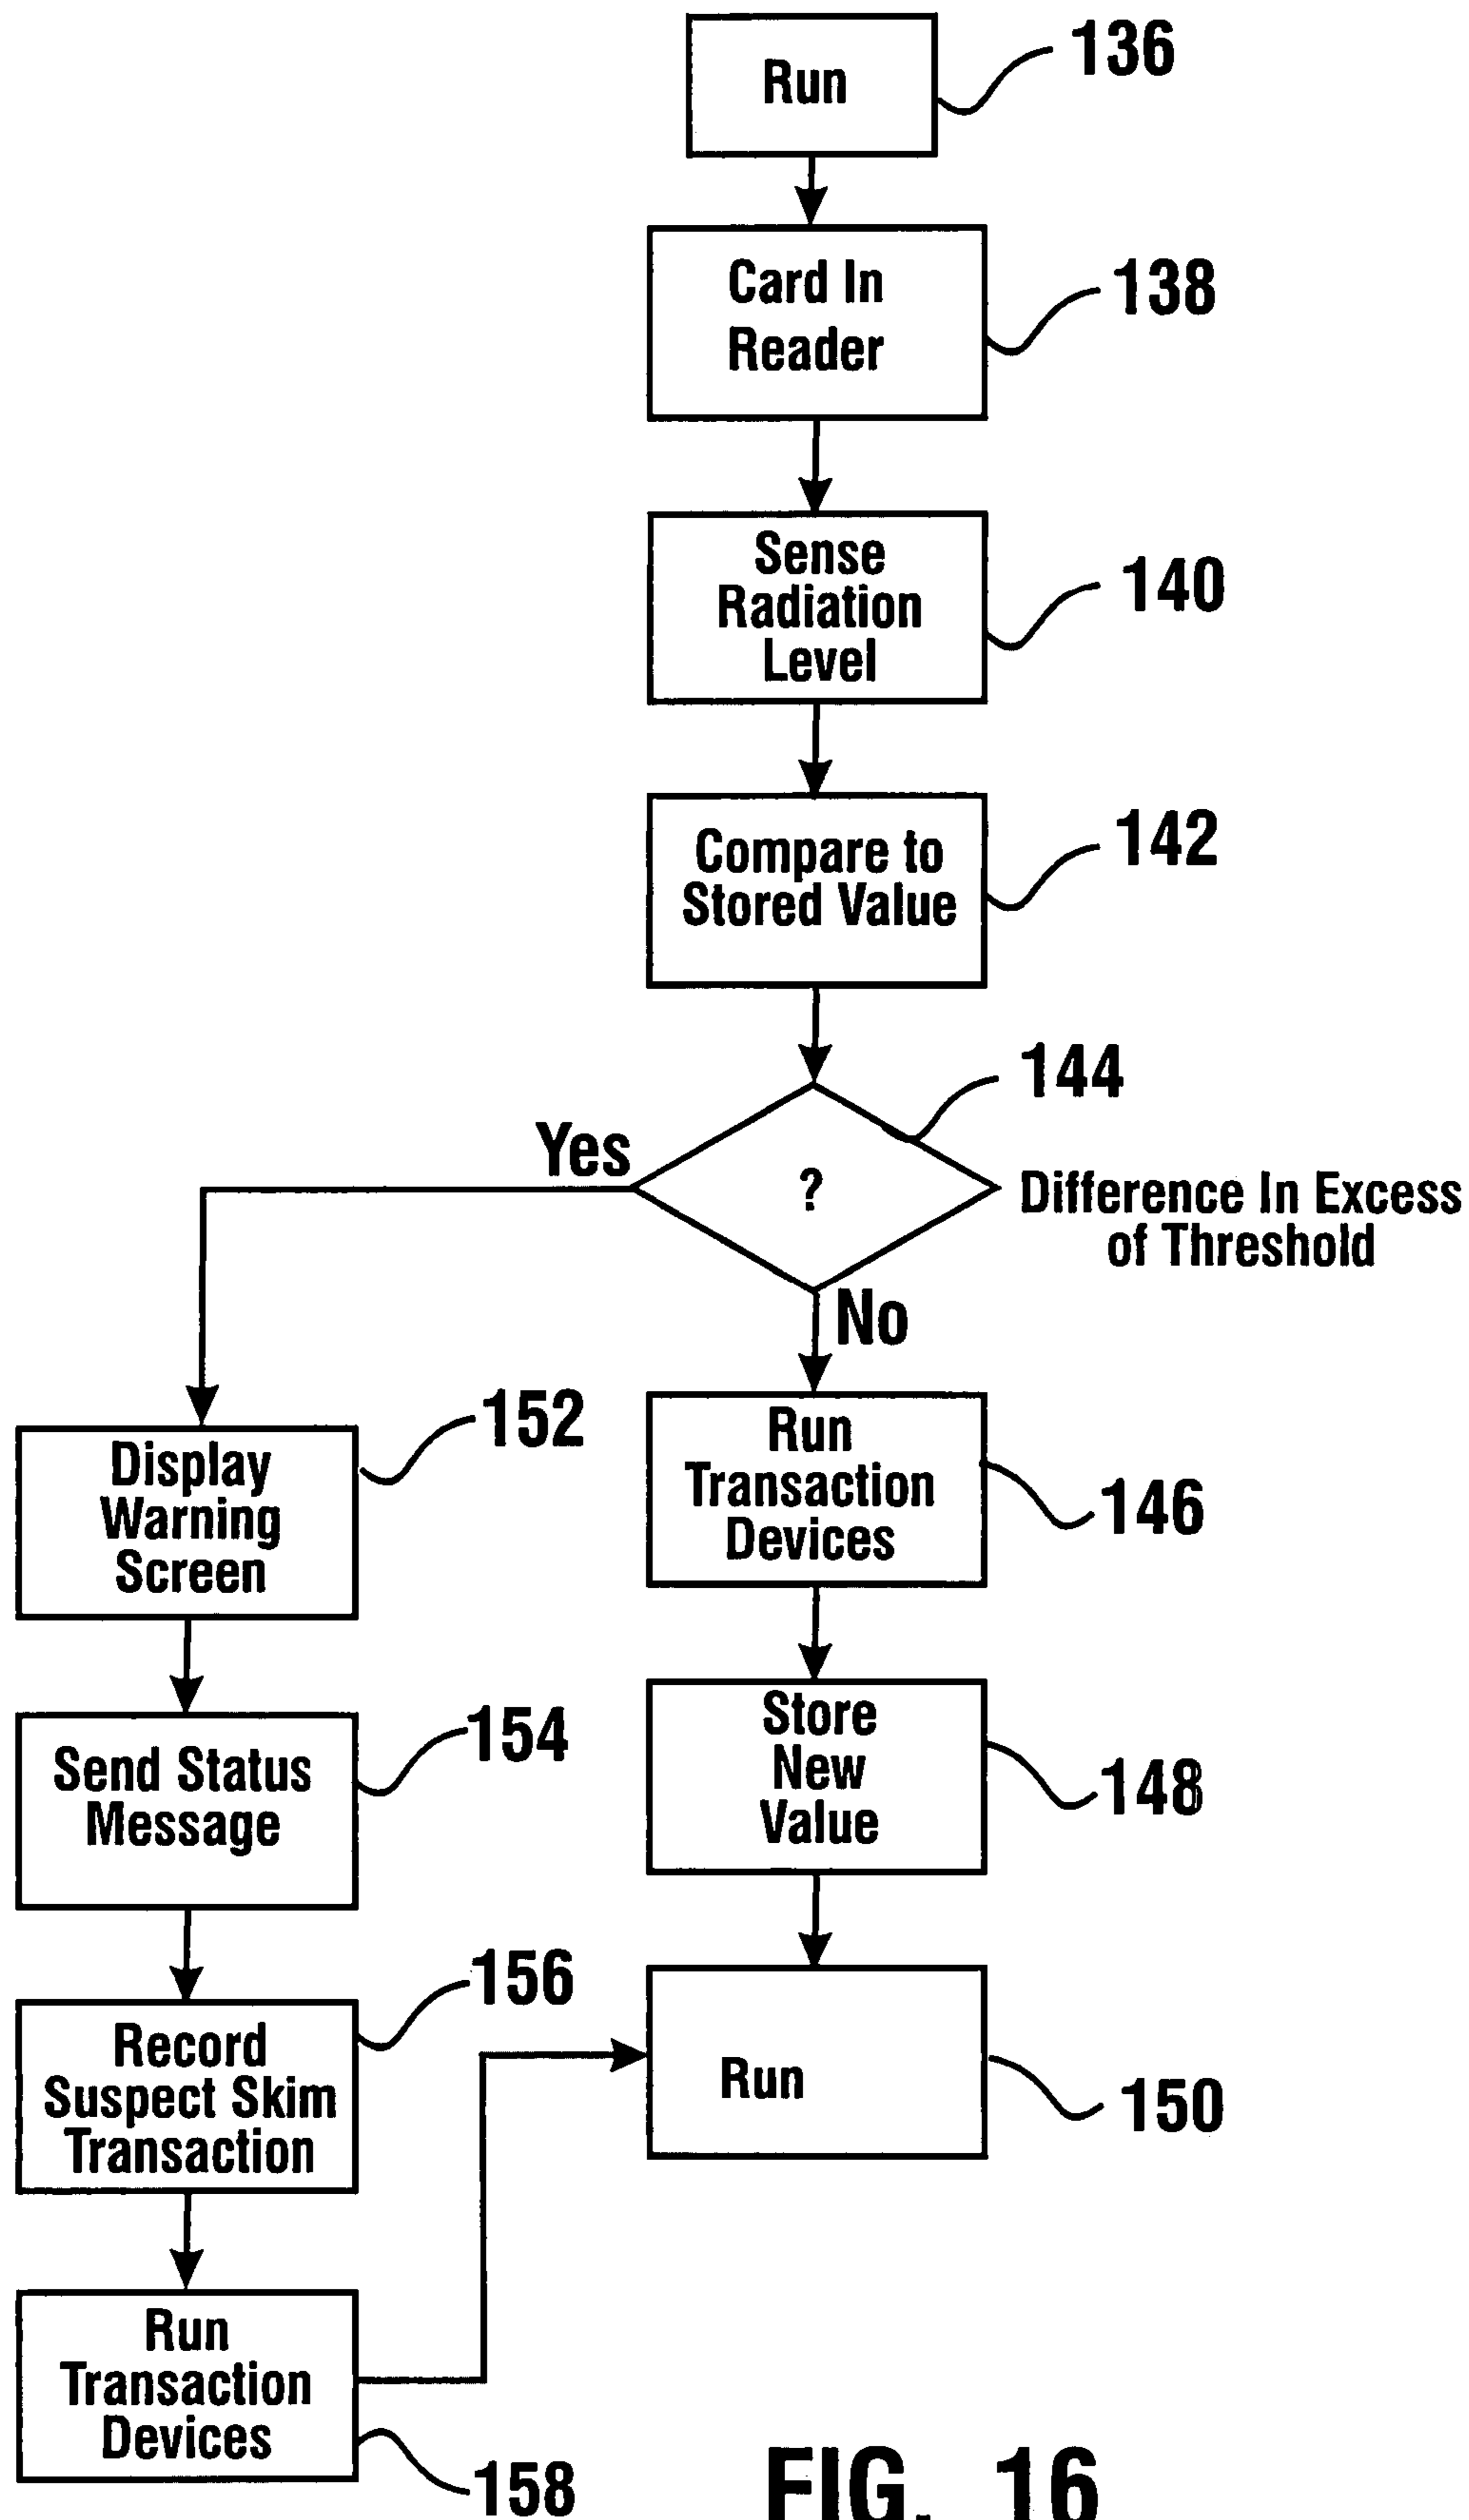 Run
136
Card In
Reader
138
Sense
Radiation
Level
140
Compare to
Stored Value
142
144
Yes
?
Difference In Excess
of Threshold
No
152
Display
Warning
Screen
Run
Transaction
Devices
146
154
Send Status
Message
Store
New
Value
148
156
Record
Suspect Skim
Transaction
Run
150
Run
Transaction
Devices
158
FIG. 16